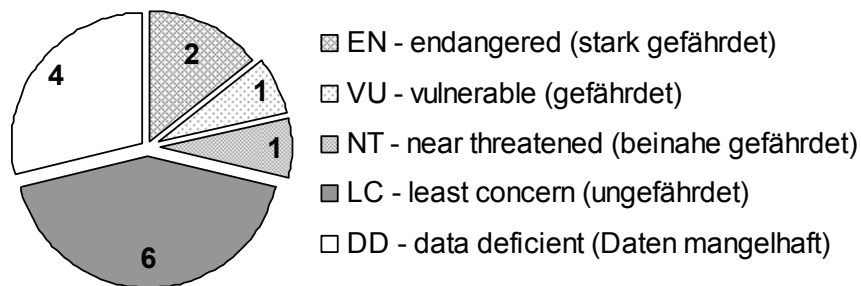 2
4
1
1
6
EN - endangered (stark gefährdet)
VU - vulnerable (gefährdet)
NT - near threatened (beinahe gefährdet)
LC - least concern (ungefährdet)
DD - data deficient (Daten mangelhaft)